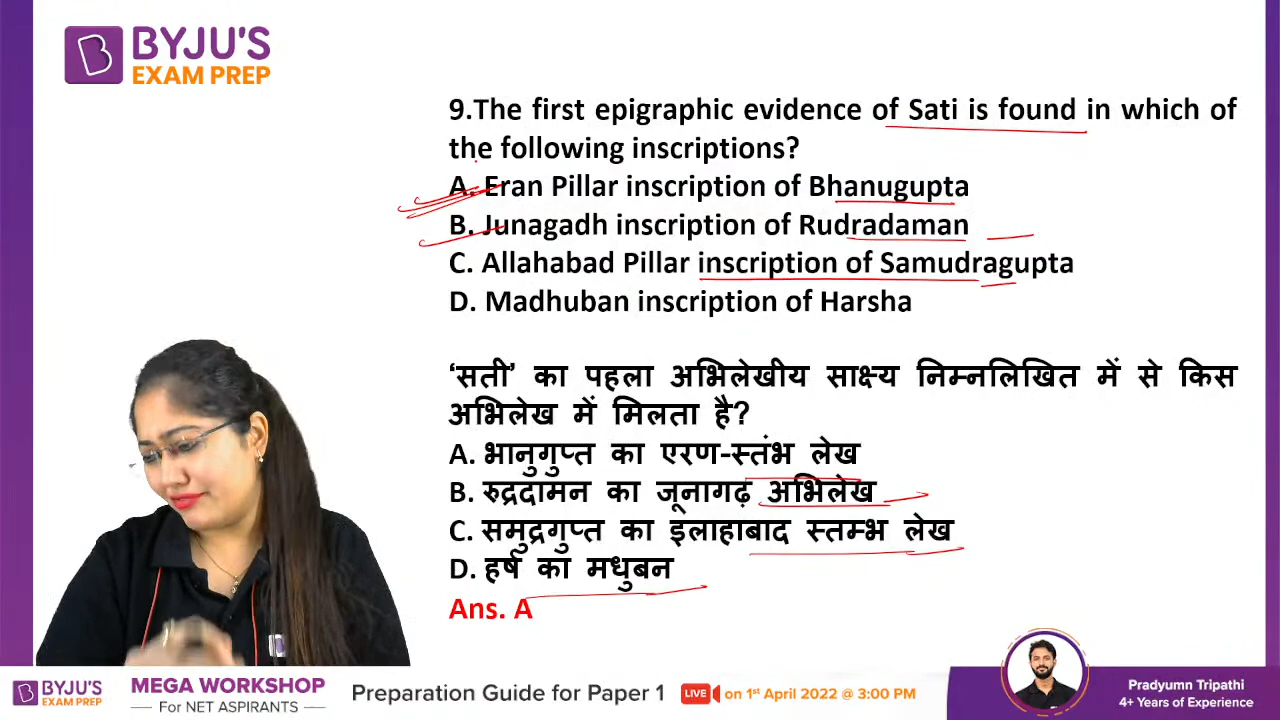 BYJU'S
EXAM PREP
9.The first epigraphic evidence of Sati is found in which of
the following inscriptions?
A. Eran Pillar inscription of Bhanugupta
B. Junagadh inscription of Rudradaman
C. Allahabad Pillar inscription of Samudragupta
D. Madhuban inscription of Harsha
‘सती’ का पहला अभिलेखीय साक्ष्य निम्नलिखित में से किस
अभिलेख में मिलता है?
A. भानुगुप्त का एरण-स्तंभ लेख
B. रुद्रदामन का जूनागढ़ अभिलेख
C. समुद्रगुप्त का इलाहाबाद स्तम्भ लेख
D. हर्ष का मधुबन
Ans. A
BYJU'S
EXAM PREP
MEGA WORKSHOP
For NET ASPIRANTS
Preparation Guide for Paper 1
LIVE on 1st April 2022 @ 3:00 PM
Pradyumn Tripathi
4+ Years of Experience